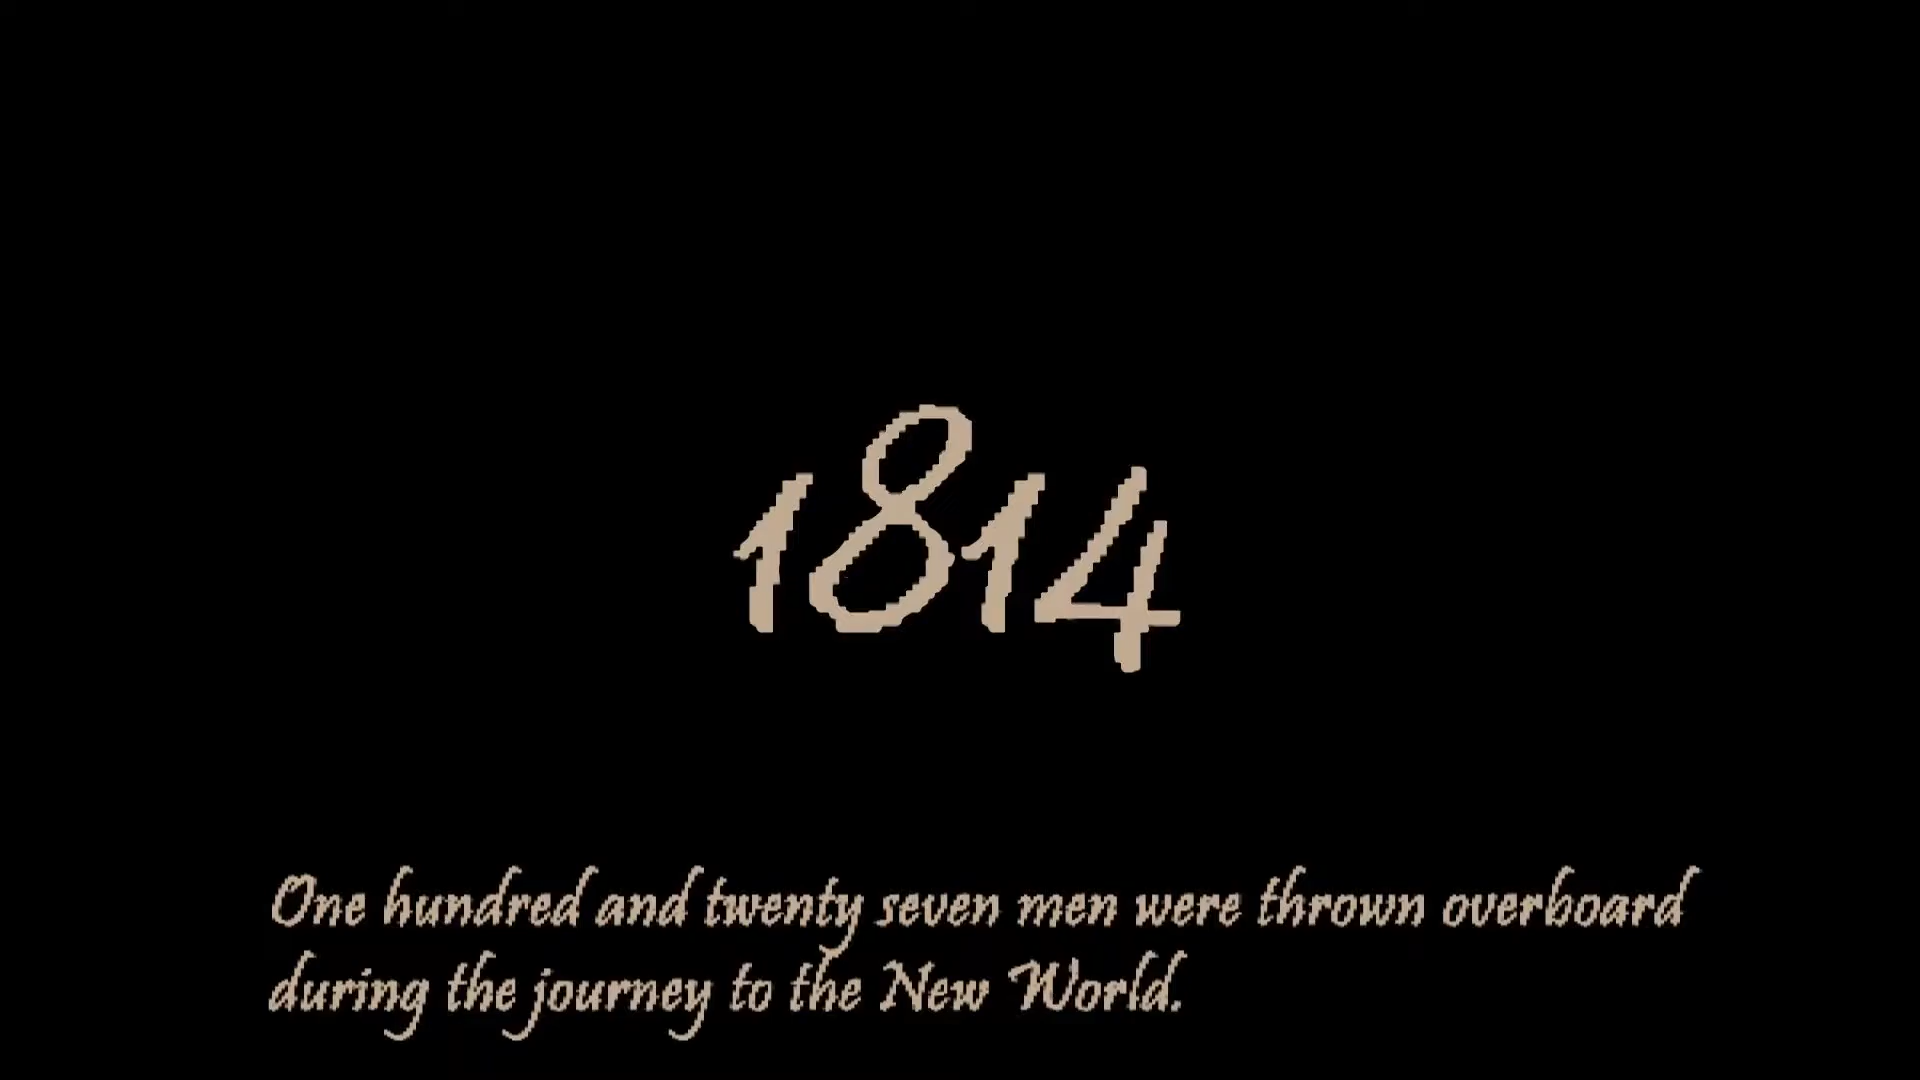 1814
One hundred and twenty seven men were thrown overboard
during the journey to the New World.